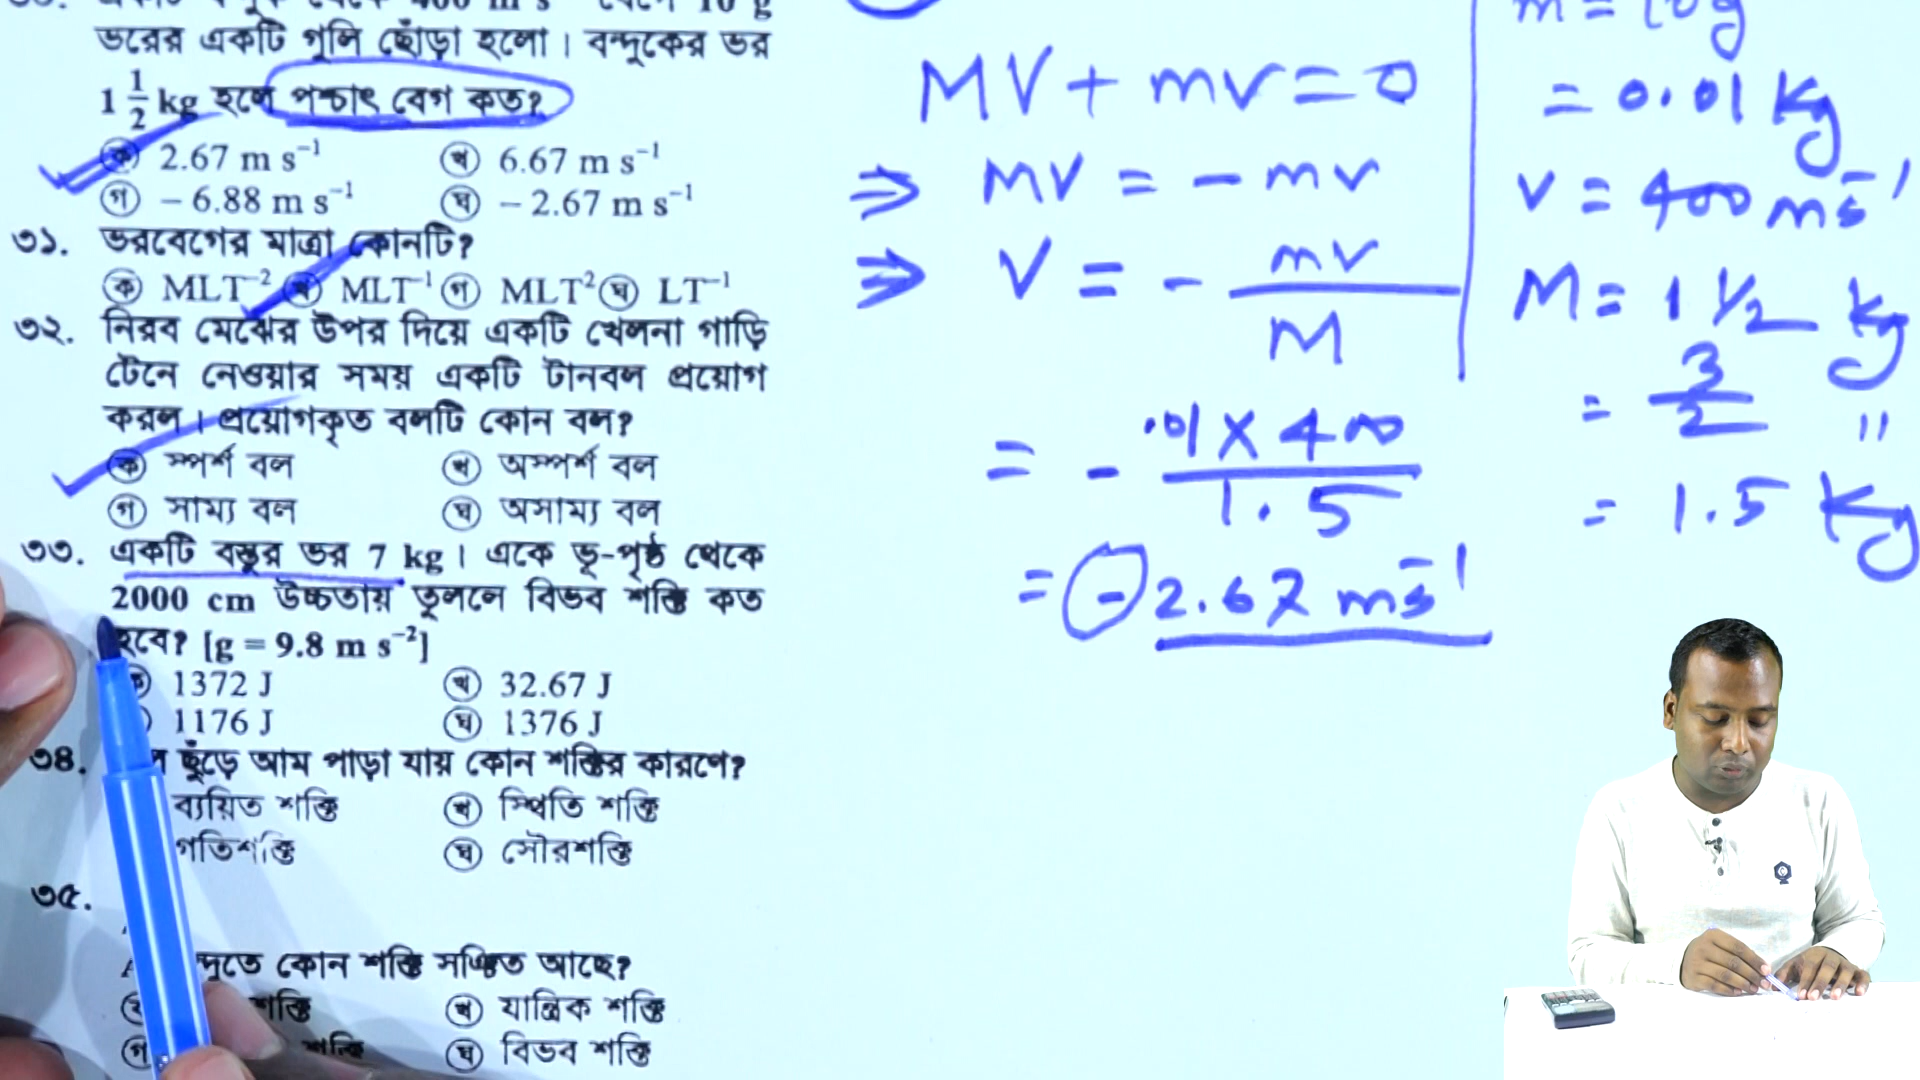 ভরের একটি গুলি ছোঁড়া হলো। বন্দুকের ভর
1 1/2 kg হলে পশ্চাৎ বেগ কত?
ক 2.67 m s⁻¹ খ 6.67 m s⁻¹
গ – 6.88 m s⁻¹ ঘ – 2.67 m s⁻¹
৩১. ভরবেগের মাত্রা কোনটি?
ক MLT⁻² খ MLT⁻¹ গ MLT² ঘ LT⁻¹
৩২. নিরব মেঝের উপর দিয়ে একটি খেলনা গাড়ি
টেনে নেওয়ার সময় একটি টানবল প্রয়োগ
করল। প্রয়োগকৃত বলটি কোন বল?
ক স্পর্শ বল খ অস্পর্শ বল
গ সাম্য বল ঘ অসাম্য বল
৩৩. একটি বস্তুর ভর 7 kg। একে ভূ-পৃষ্ঠ থেকে
2000 cm উচ্চতায় তুললে বিভব শক্তি কত
হবে? [g = 9.8 m s⁻²]
1372 J খ 32.67 J
1176 J ঘ 1376 J
৩৪. ছুঁড়ে আম পাড়া যায় কোন শক্তির কারণে?
ব্যয়িত শক্তি খ স্থিতি শক্তি
গতিশক্তি ঘ সৌরশক্তি
৩৫.
কোন শক্তি সঞ্চিত আছে?
শক্তি খ যান্ত্রিক শক্তি
গ শক্তি ঘ বিভব শক্তি
MV + mv = 0
⇒ MV = - mv
⇒ V = - mv/M
= - .01 X 400/1.5
= - 2.67 ms⁻¹
m = 10g
= 0.01 kg
v = 400 ms⁻¹
M = 1 1/2 kg
= 3/2 "
= 1.5 kg